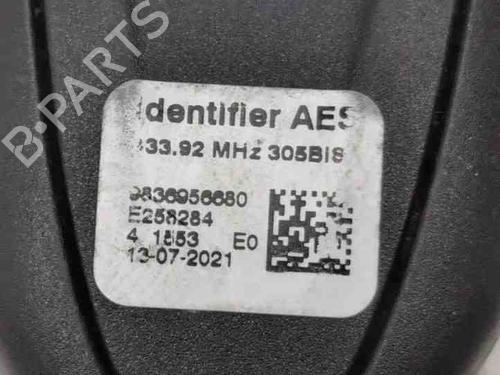 Identifier AES
433.92 MHz 305BIS
9836956680
E258284
4 1853 E0
13-07-2021
B-PARTS